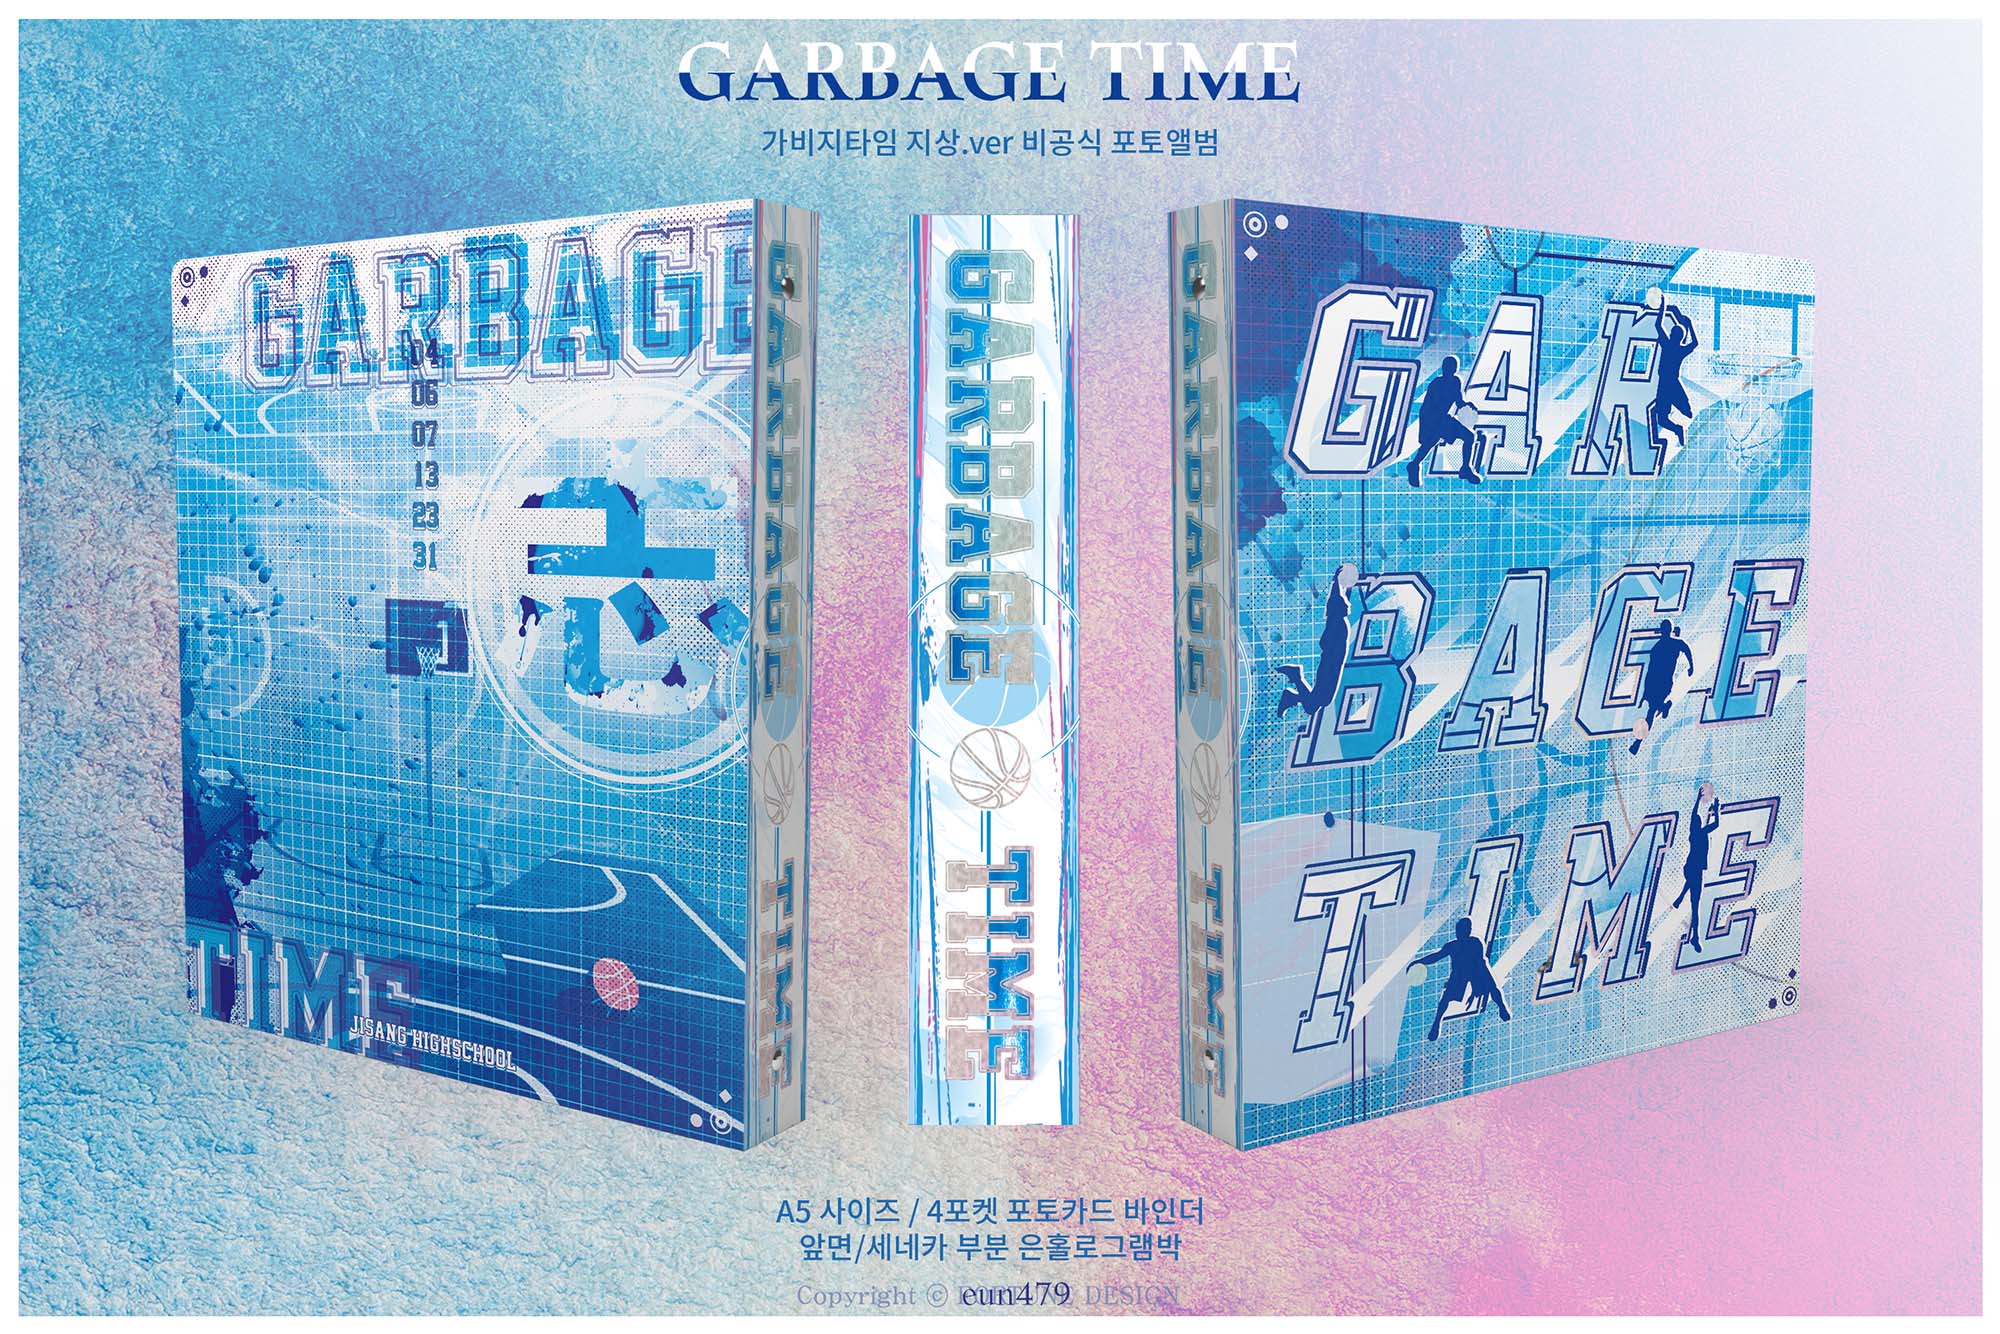 GARBAGE TIME
가비지타임 지상.ver 비공식 포토앨범
GARBAGE
04
06
07
13
23
31
志
TIME
JISANG HIGHSCHOOL
GARBAGE TIME
GARBAGE TIME
GARBAGE TIME
GAR
BAGE
TIME
A5 사이즈 / 4포켓 포토카드 바인더
앞면/세네카 부분 은홀로그램박
Copyright ⓒ DESIGN
eun479